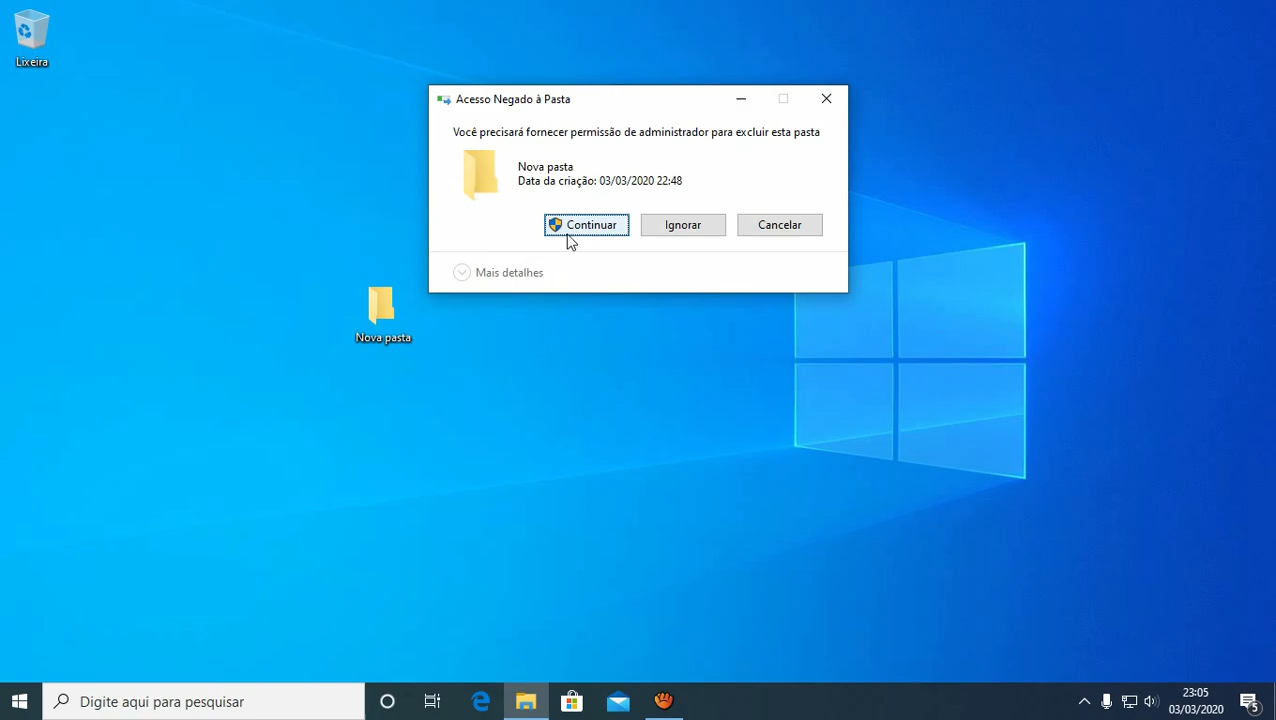 Lixeira
Acesso Negado à Pasta
Você precisará fornecer permissão de administrador para excluir esta pasta
Nova pasta
Data da criação: 03/03/2020 22:48
Continuar
Ignorar
Cancelar
Mais detalhes
Nova pasta
Digite aqui para pesquisar
23:05
03/03/2020
5